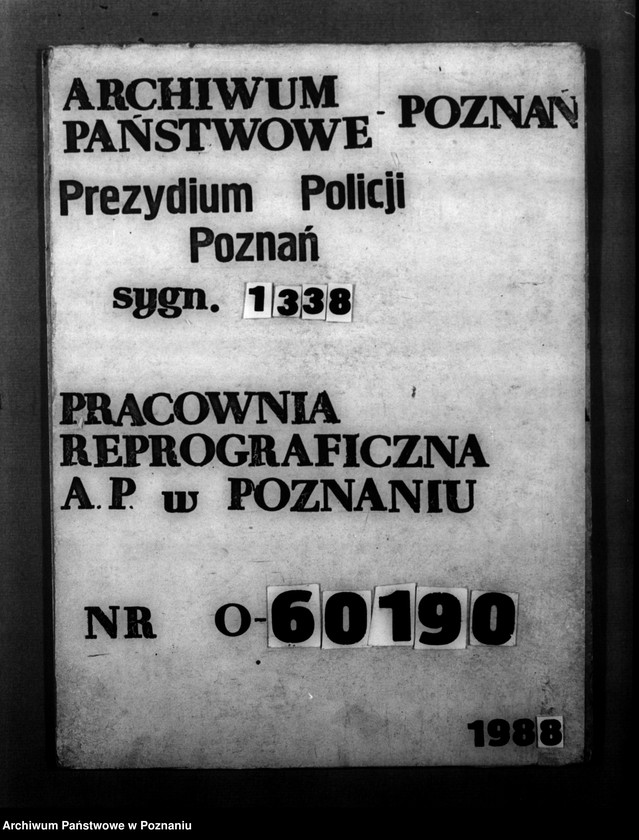 ARCHIWUM
PAŃSTWOWE - POZNAŃ
Prezydium Policji
Poznań
sygn. 1338
PRACOWNIA
REPROGRAFICZNA
A.P. w POZNANIU
NR O-60190
1988
Archiwum Państwowe w Poznaniu